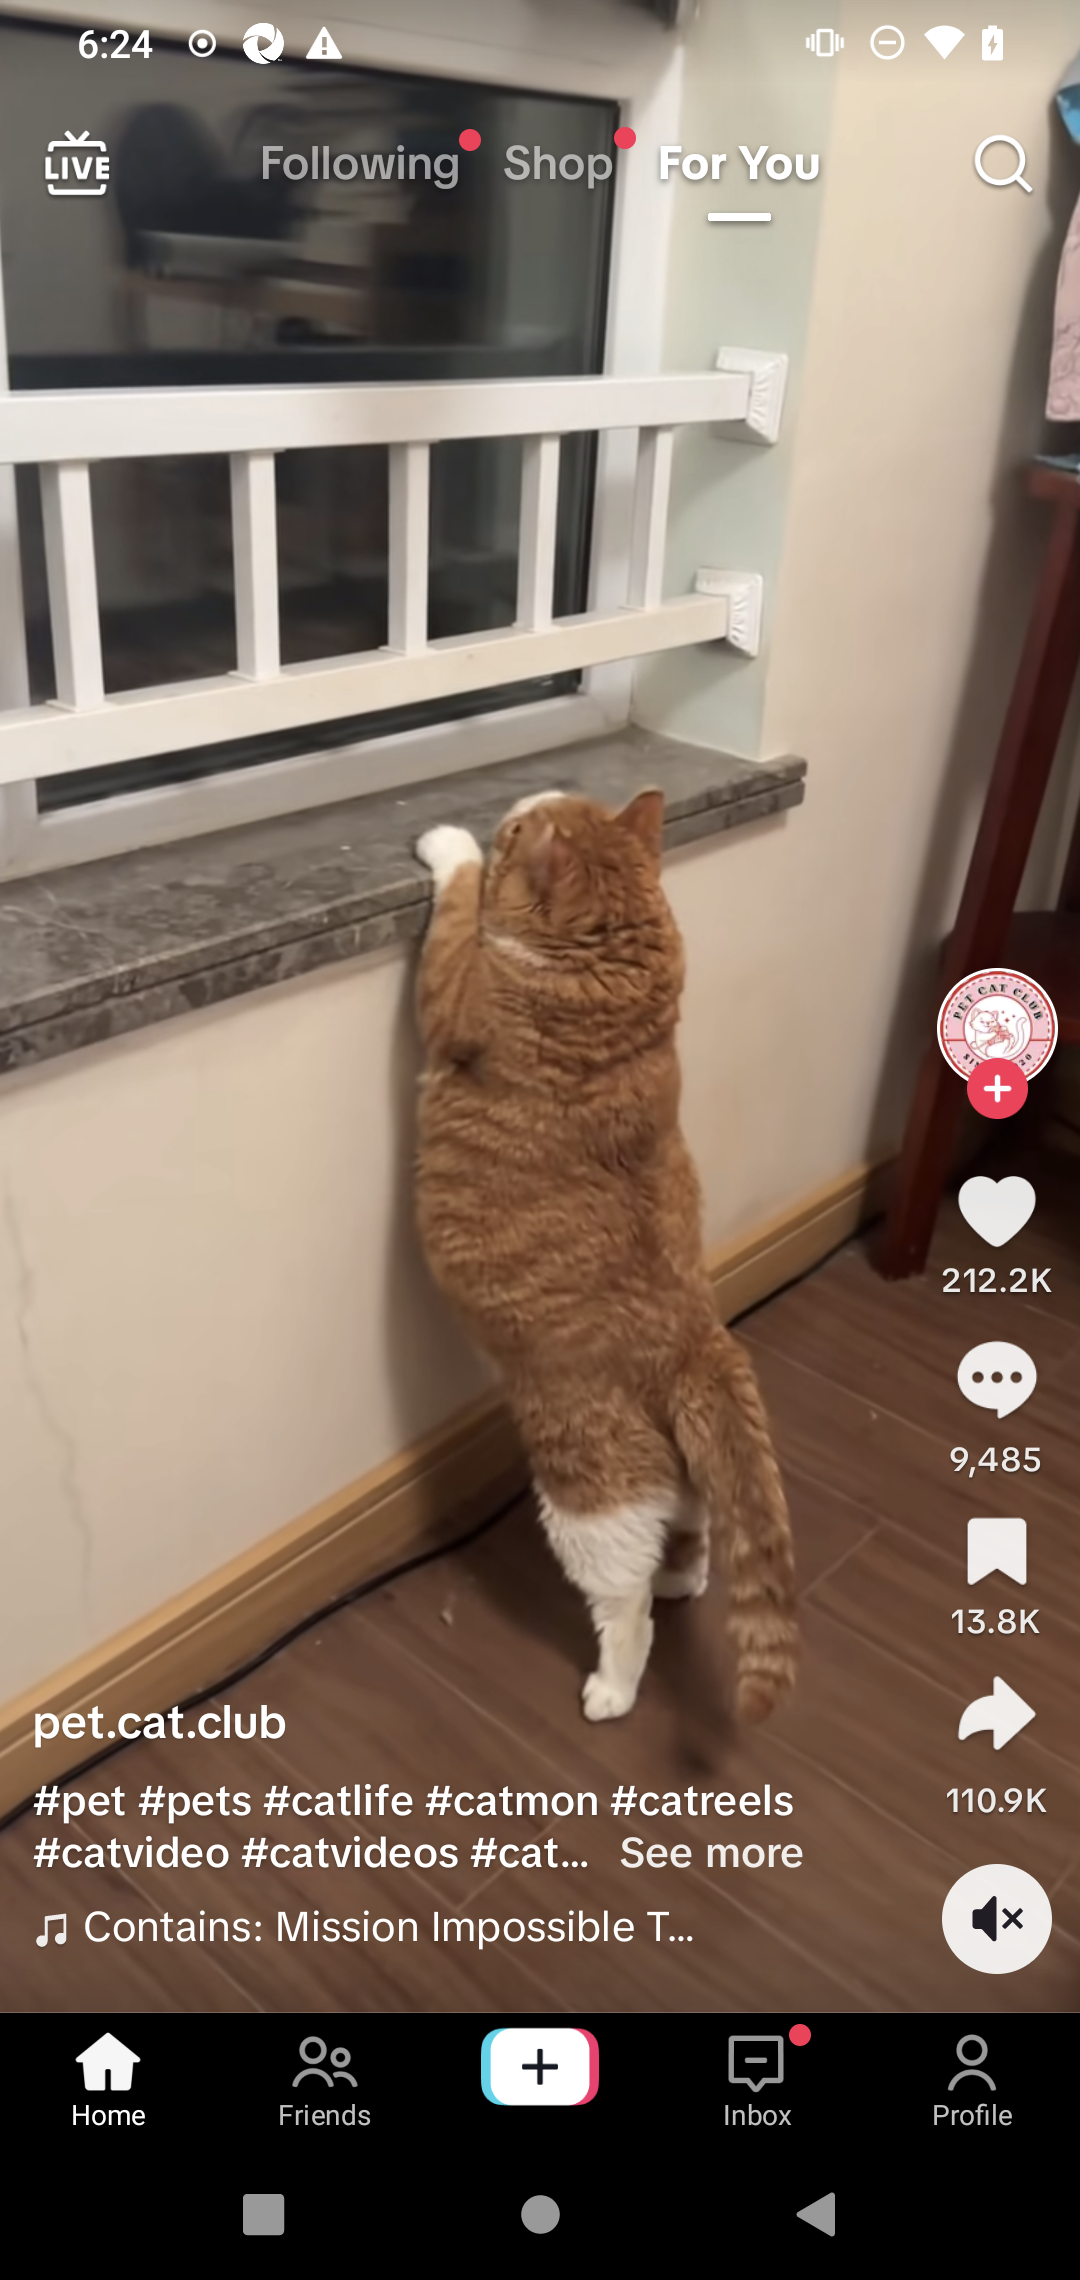 6:24
LIVE
Following Shop For You
PET CAT CLUB
212.2K
9,485
13.8K
110.9K
pet.cat.club
#pet #pets #catlife #catmon #catreels
#catvideo #catvideos #cat... See more
Contains: Mission Impossible T...
Home Friends Inbox Profile